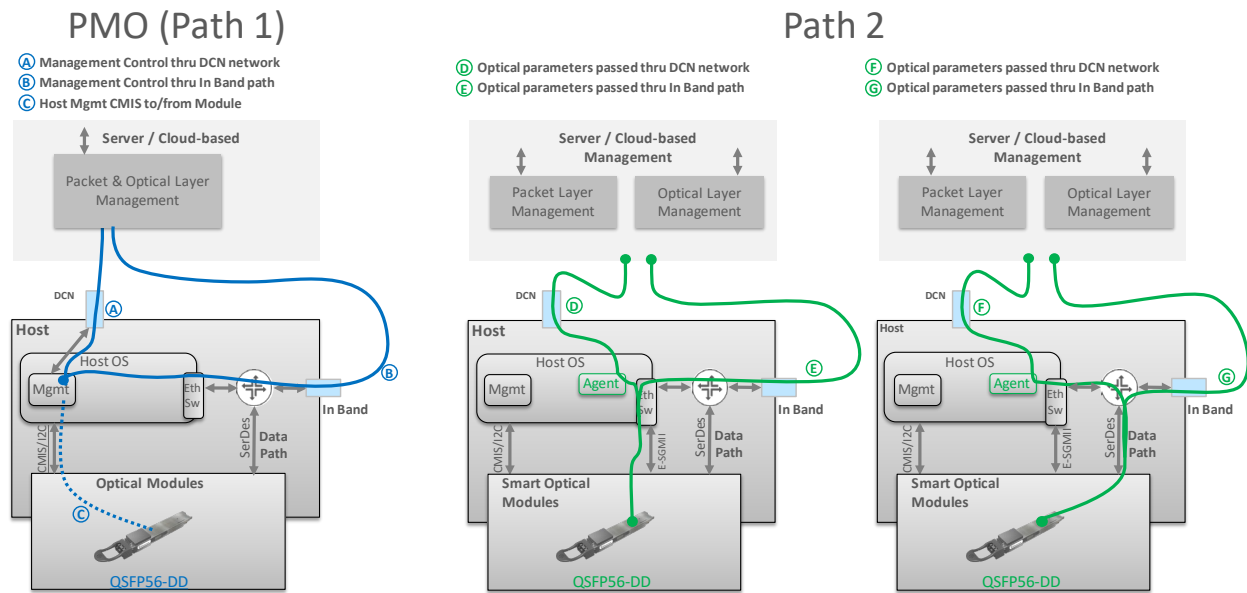 PMO (Path 1)
Path 2
A Management Control thru DCN network
B Management Control thru In Band path
C Host Mgmt CMIS to/from Module
D Optical parameters passed thru DCN network
E Optical parameters passed thru In Band path
F Optical parameters passed thru DCN network
G Optical parameters passed thru In Band path
Server / Cloud-based
Packet & Optical Layer
Management
DCN
A
Host
Host OS
Mgmt
Eth
Sw
B
In Band
CMIS/I2C
SerDes
Data
Path
Optical Modules
C
QSFP56-DD
Server / Cloud-based
Management
Packet Layer
Management
Optical Layer
Management
DCN
D
Host
Host OS
Mgmt
Agent
Eth
Sw
E
In Band
CMIS/I2C
E-SGMII
SerDes
Data
Path
Smart Optical
Modules
QSFP56-DD
Server / Cloud-based
Management
Packet Layer
Management
Optical Layer
Management
DCN
F
Host
Host OS
Mgmt
Agent
Eth
Sw
G
In Band
CMIS/I2C
E-SGMII
SerDes
Data
Path
Smart Optical
Modules
QSFP56-DD